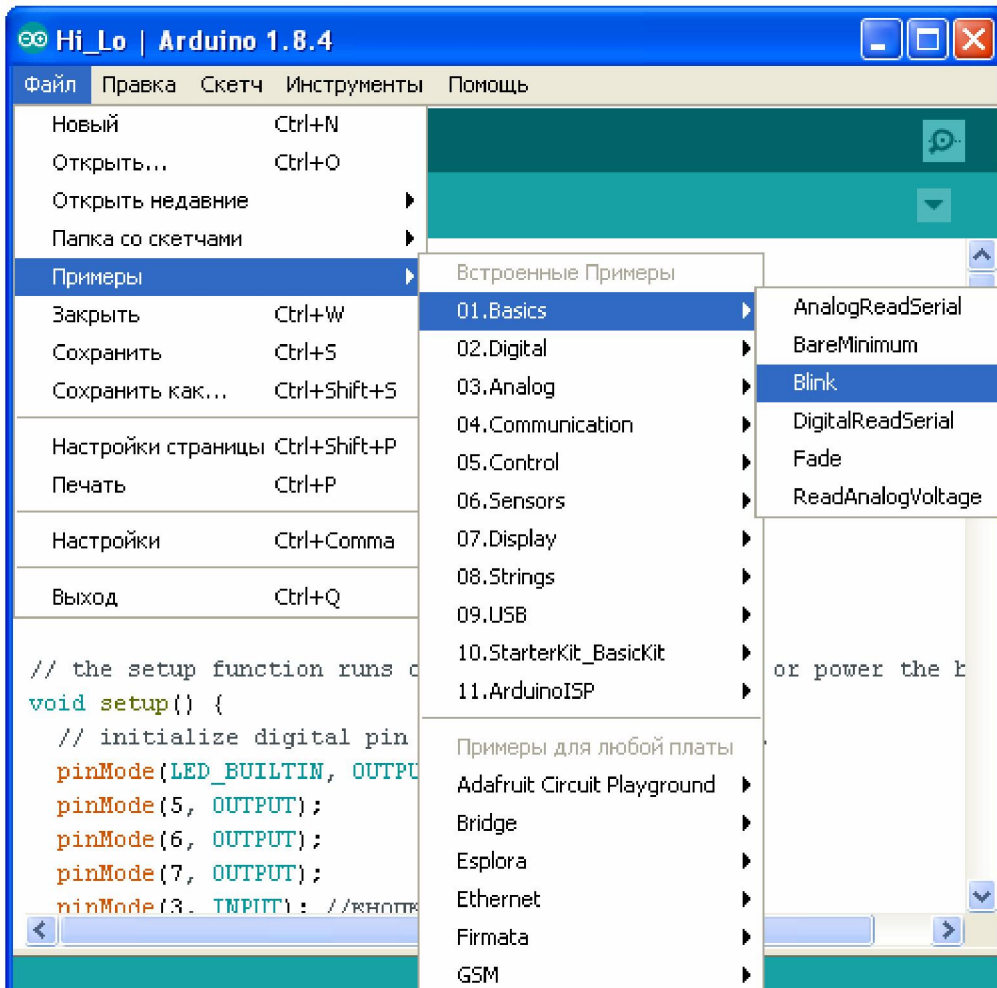 Hi_Lo | Arduino 1.8.4
Файл Правка Скетч Инструменты Помощь
Новый Ctrl+N
Открыть... Ctrl+O
Открыть недавние
Папка со скетчами
Примеры
Закрыть Ctrl+W
Сохранить Ctrl+S
Сохранить как... Ctrl+Shift+S
Настройки страницы Ctrl+Shift+P
Печать Ctrl+P
Настройки Ctrl+Comma
Выход Ctrl+Q
Встроенные Примеры
01.Basics
02.Digital
03.Analog
04.Communication
05.Control
06.Sensors
07.Display
08.Strings
09.USB
10.StarterKit_BasicKit
11.ArduinoISP
Примеры для любой платы
Adafruit Circuit Playground
Bridge
Esplora
Ethernet
Firmata
GSM
AnalogReadSerial
BareMinimum
Blink
DigitalReadSerial
Fade
ReadAnalogVoltage
// the setup function runs or power the
void setup() {
// initialize digital pin
pinMode(LED_BUILTIN, OUTPU
pinMode(5, OUTPUT);
pinMode(6, OUTPUT);
pinMode(7, OUTPUT);
pinMode(3, INPUT); //кнопк